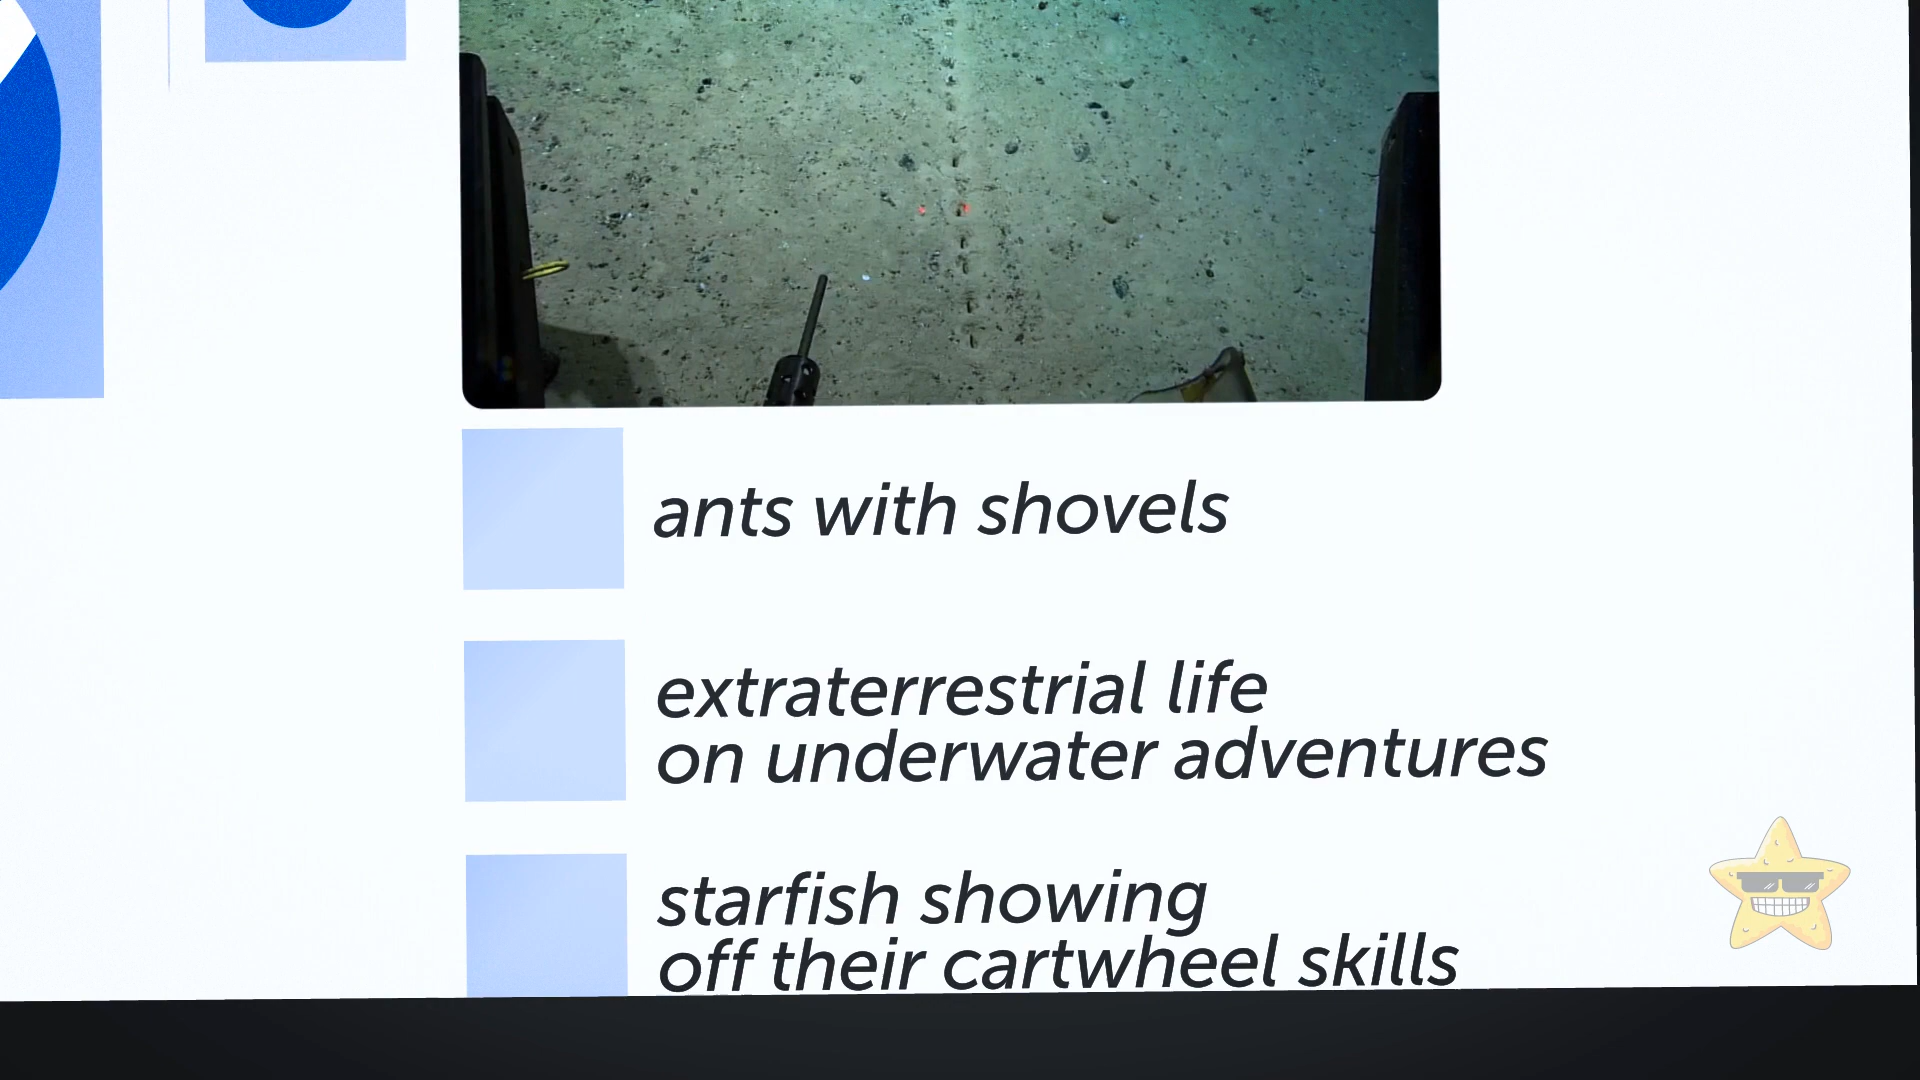 ants with shovels
extraterrestrial life
on underwater adventures
starfish showing
off their cartwheel skills